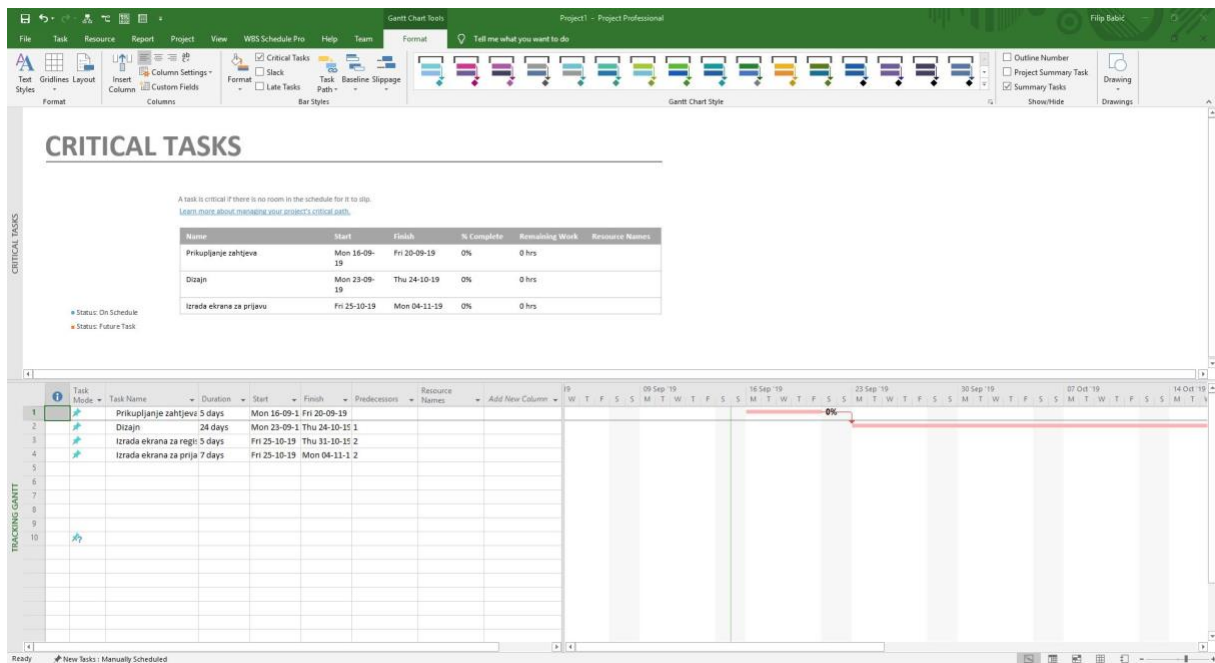 Gantt Chart Tools
Project1 - Project Professional
Filip Babić
File Task Resource Report Project View WBS Schedule Pro Help Team Format Tell me what you want to do
Text Styles
Gridlines
Layout
Format
Insert Column
Column Settings
Custom Fields
Columns
Format
Critical Tasks
Slack
Late Tasks
Task Path
Baseline
Slippage
Bar Styles
Gantt Chart Style
Outline Number
Project Summary Task
Summary Tasks
Show/Hide
Drawing
Drawings
CRITICAL TASKS
CRITICAL TASKS
A task is critical if there is no room in the schedule for it to slip.
Learn more about managing your project's critical path.
Name Start Finish % Complete Remaining Work Resource Names
Prikupljanje zahtjeva Mon 16-09-19 Fri 20-09-19 0% 0 hrs
Dizajn Mon 23-09-19 Thu 24-10-19 0% 0 hrs
Izrada ekrana za prijavu Fri 25-10-19 Mon 04-11-19 0% 0 hrs
Status: On Schedule
Status: Future Task
TRACKING GANTT
Task Mode Task Name Duration Start Finish Predecessors Resource Names Add New Column
19 09 Sep '19 16 Sep '19 23 Sep '19 30 Sep '19 07 Oct '19 14 Oct '19
W T F S S M T W T F S S M T W T F S S M T W T F S S M T W T F S S M T W T F S S M T W
1 Prikupljanje zahtjeva 5 days Mon 16-09-1 Fri 20-09-19
0%
2 Dizajn 24 days Mon 23-09-1 Thu 24-10-19 1
3 Izrada ekrana za regis 5 days Fri 25-10-19 Thu 31-10-19 2
4 Izrada ekrana za prija 7 days Fri 25-10-19 Mon 04-11-1 2
5
6
7
8
9
10
Ready New Tasks : Manually Scheduled